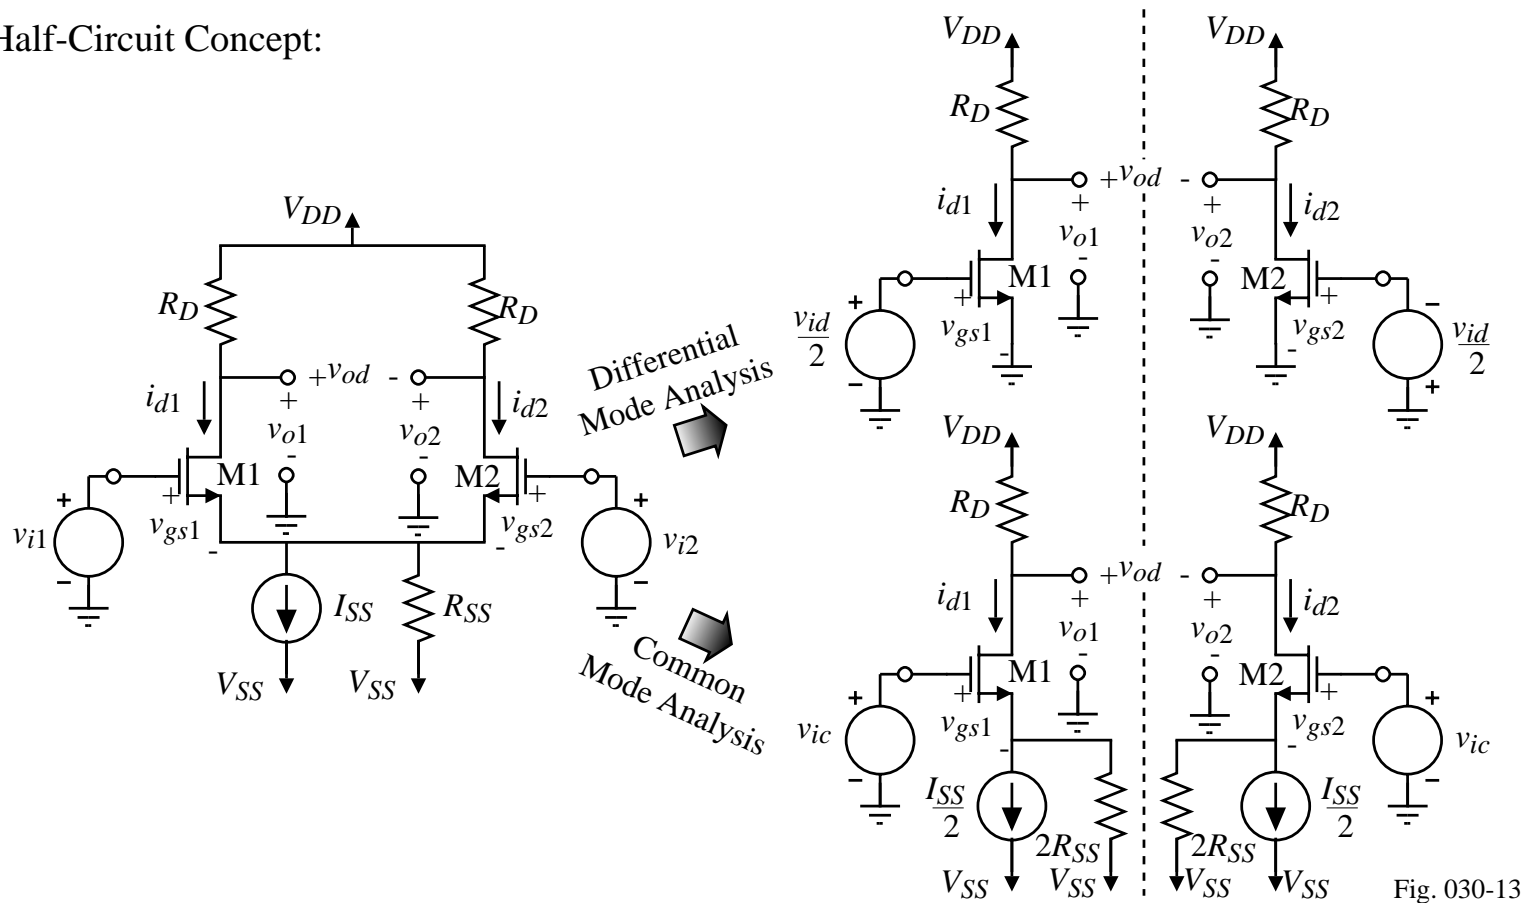 Half-Circuit Concept:
VDD
RD
RD
+vod -
id1
+
vo1
-
+
vo2
-
id2
M1
M2
+
vi1
-
+
vgs1
-
+
vgs2
-
+
vi2
-
ISS
RSS
VSS
VSS
Differential
Mode Analysis
Common
Mode Analysis
VDD
VDD
RD
RD
+vod -
id1
+
vo1
-
+
vo2
-
id2
M1
M2
+
vid
2
-
+
vgs1
-
+
vgs2
-
-
vid
2
+
VDD
VDD
RD
RD
+vod -
id1
+
vo1
-
+
vo2
-
id2
M1
M2
+
vic
-
+
vgs1
-
+
vgs2
-
+
vic
-
ISS
2
2RSS
2RSS
ISS
2
VSS
VSS
VSS
VSS
Fig. 030-13